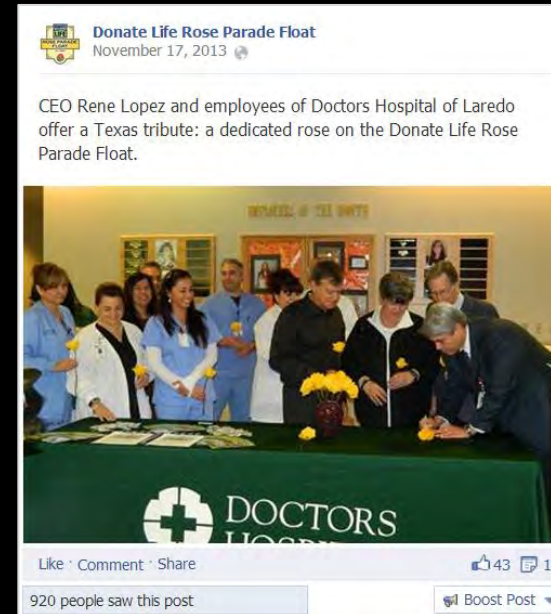 Donate Life Rose Parade Float
November 17, 2013
CEO Rene Lopez and employees of Doctors Hospital of Laredo
offer a Texas tribute: a dedicated rose on the Donate Life Rose
Parade Float.
DOCTORS
Like · Comment · Share
43 1
920 people saw this post
Boost Post